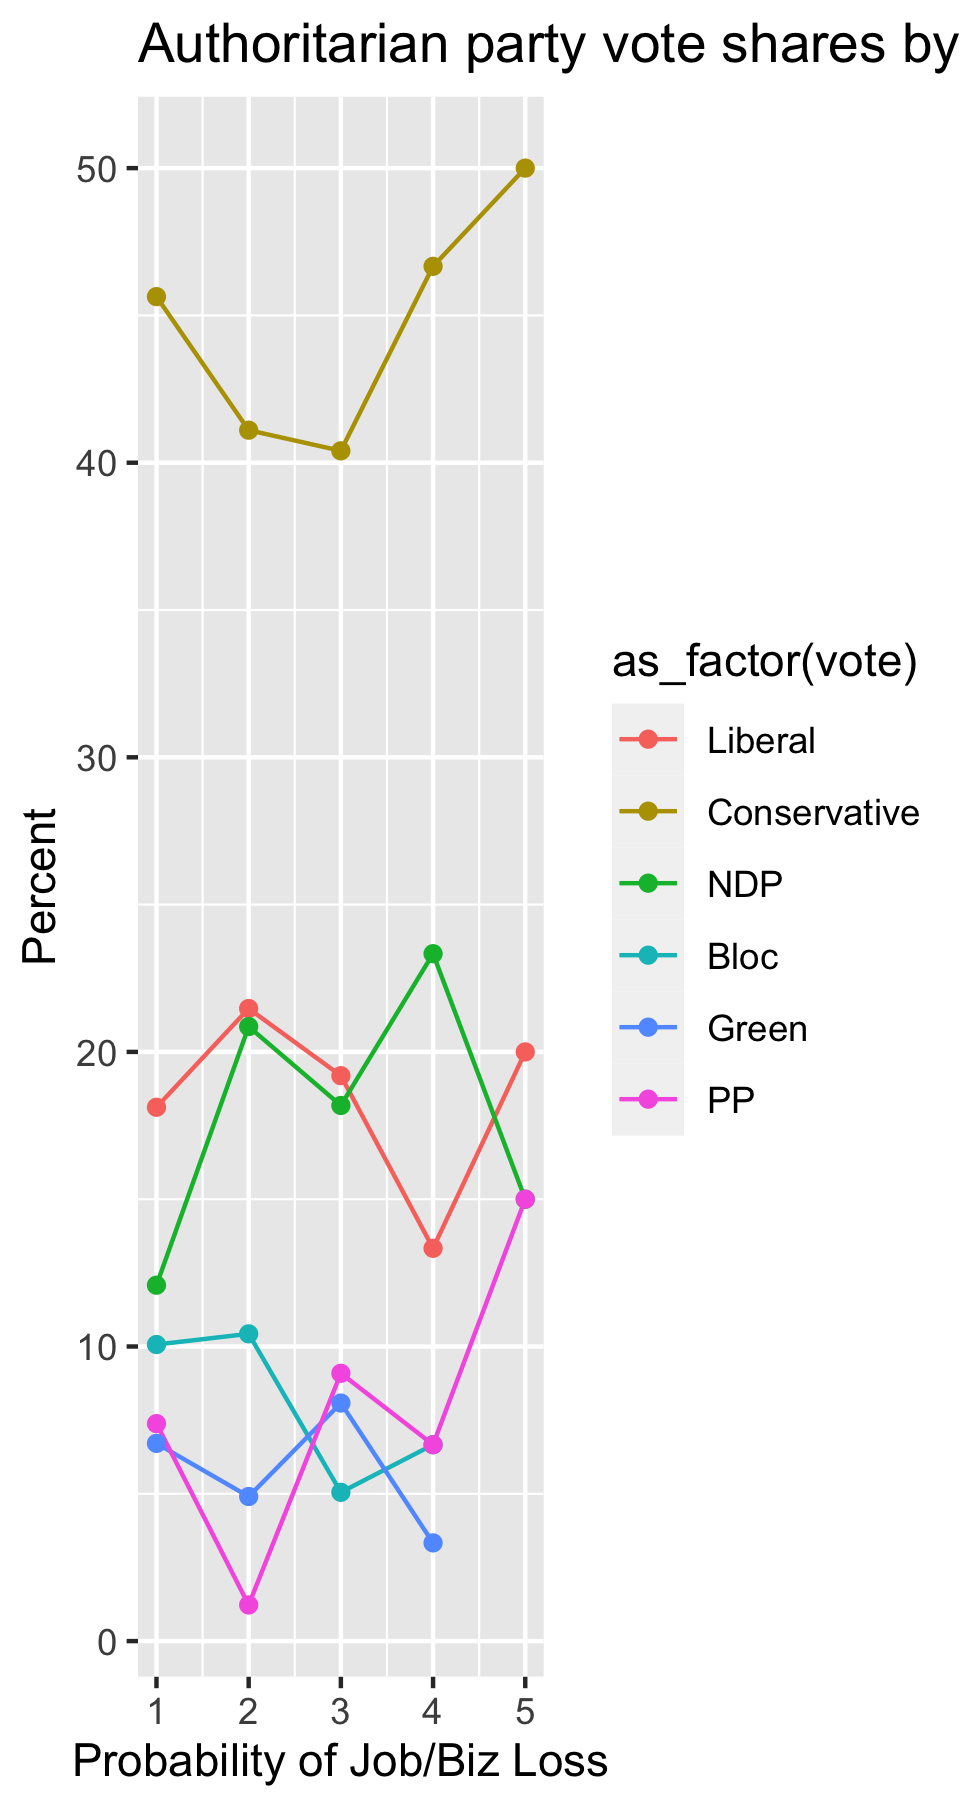 Authoritarian party vote shares by
50
40
30
20
10
0
Percent
1 2 3 4 5
Probability of Job/Biz Loss
as_factor(vote)
Liberal
Conservative
NDP
Bloc
Green
PP